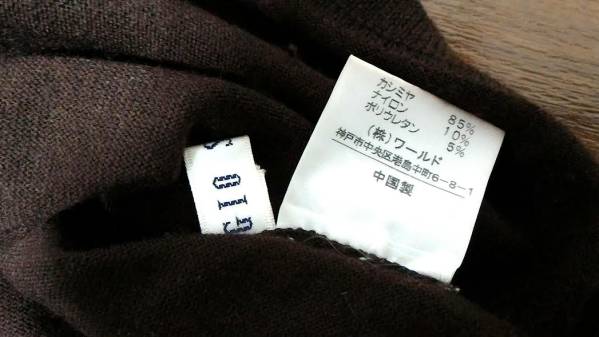 カシミヤ 85%
ナイロン 10%
ポリウレタン 5%
(株)ワールド
神戸市中央区港島中町6-8-1
中国製